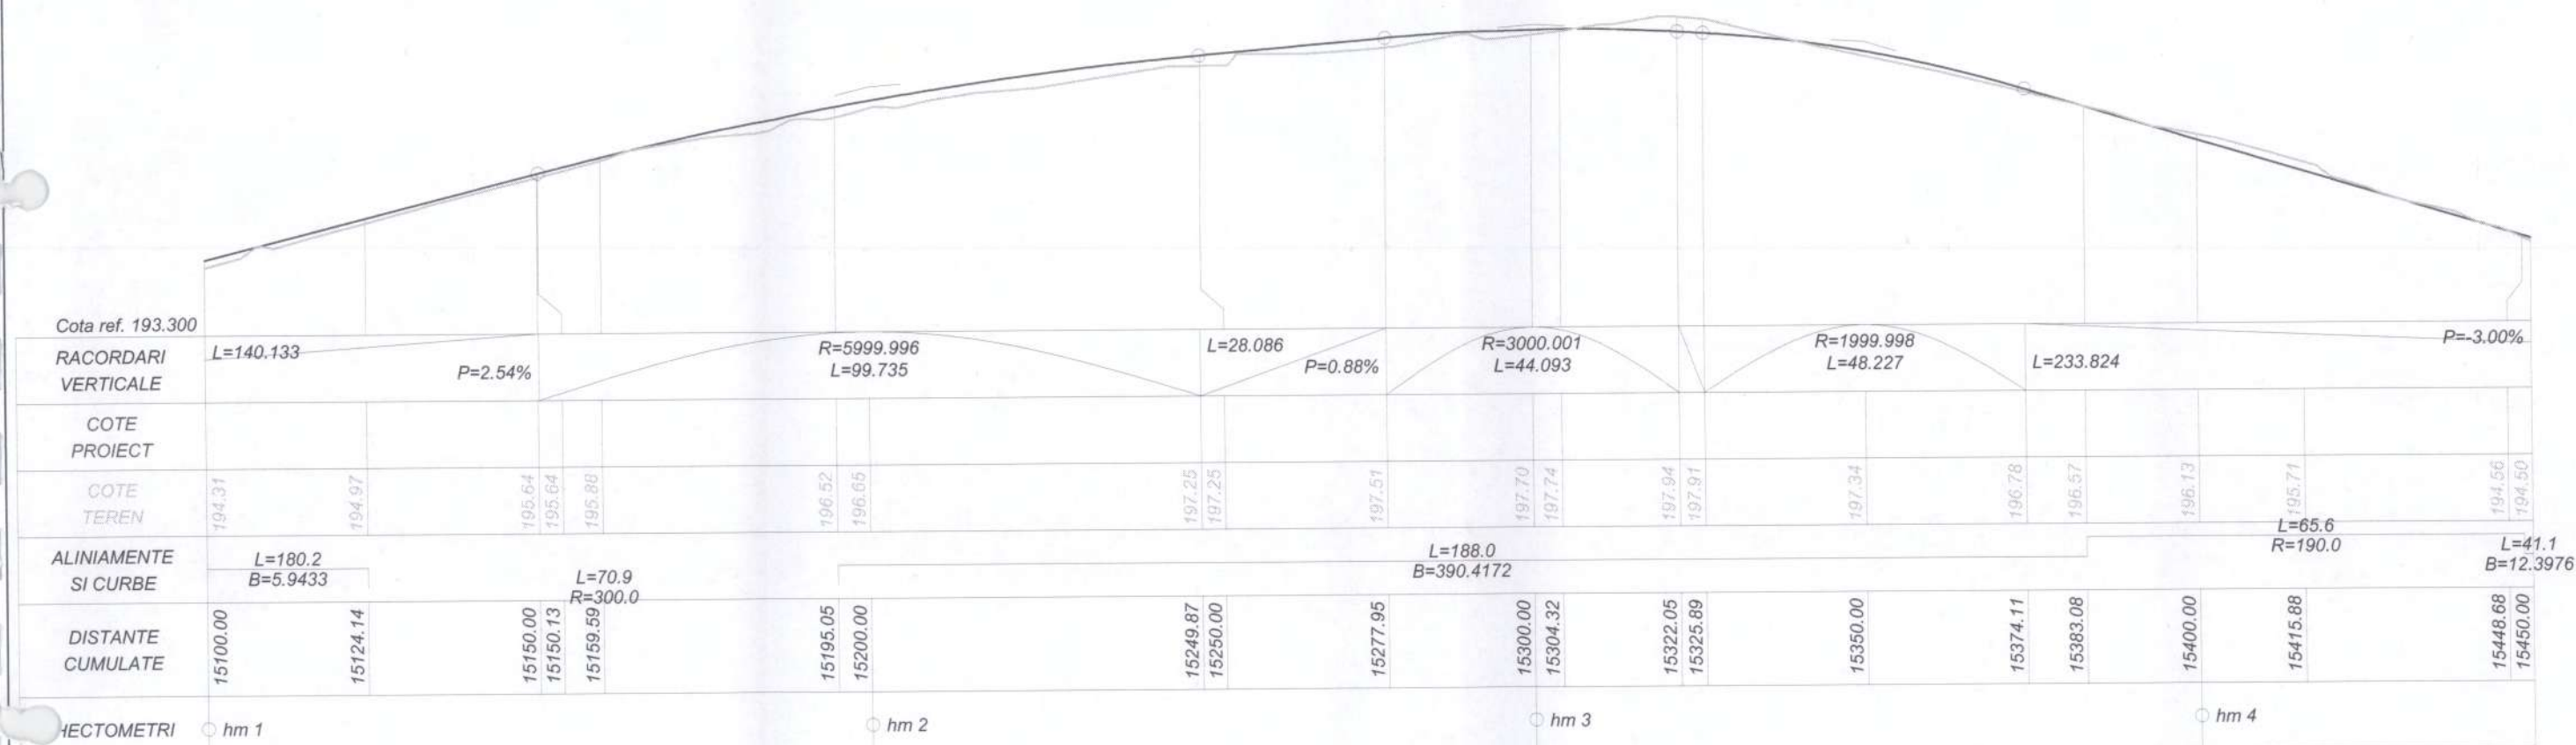 Cota ref. 193.300
RACORDARI
VERTICALE
L=140.133
P=2.54%
R=5999.996
L=99.735
L=28.086
P=0.88%
R=3000.001
L=44.093
R=1999.998
L=48.227
L=233.824
P=-3.00%
COTE
PROIECT
COTE
TEREN
194.31
194.97
195.64
195.64
195.88
196.52
196.65
197.25
197.25
197.51
197.70
197.74
197.94
197.91
197.34
196.78
196.57
196.13
195.71
194.56
194.50
ALINIAMENTE
SI CURBE
L=180.2
B=5.9433
L=70.9
R=300.0
L=188.0
B=390.4172
L=65.6
R=190.0
L=41.1
B=12.3976
DISTANTE
CUMULATE
15100.00
15124.14
15150.00
15150.13
15159.59
15195.05
15200.00
15249.87
15250.00
15277.95
15300.00
15304.32
15322.05
15325.89
15350.00
15374.11
15383.08
15400.00
15415.88
15448.68
15450.00
HECTOMETRI
hm 1
hm 2
hm 3
hm 4